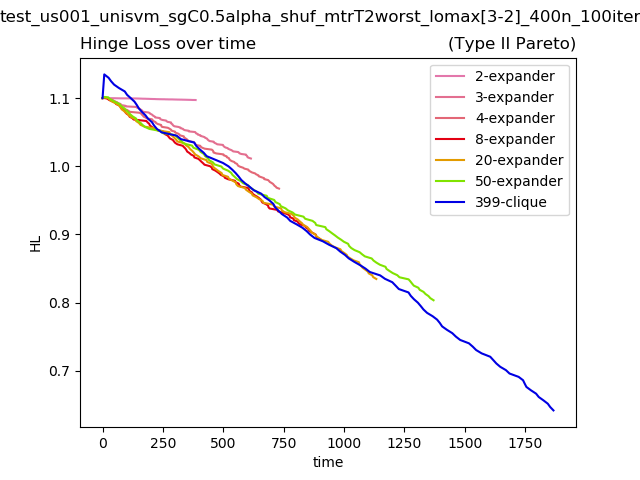 test_us001_unisvm_sgC0.5alpha_shuf_mtrT2worst_lomax[3-2]_400n_100iter
Hinge Loss over time (Type II Pareto)
2-expander
3-expander
4-expander
8-expander
20-expander
50-expander
399-clique
HL
1.1
1.0
0.9
0.8
0.7
0 250 500 750 1000 1250 1500 1750
time